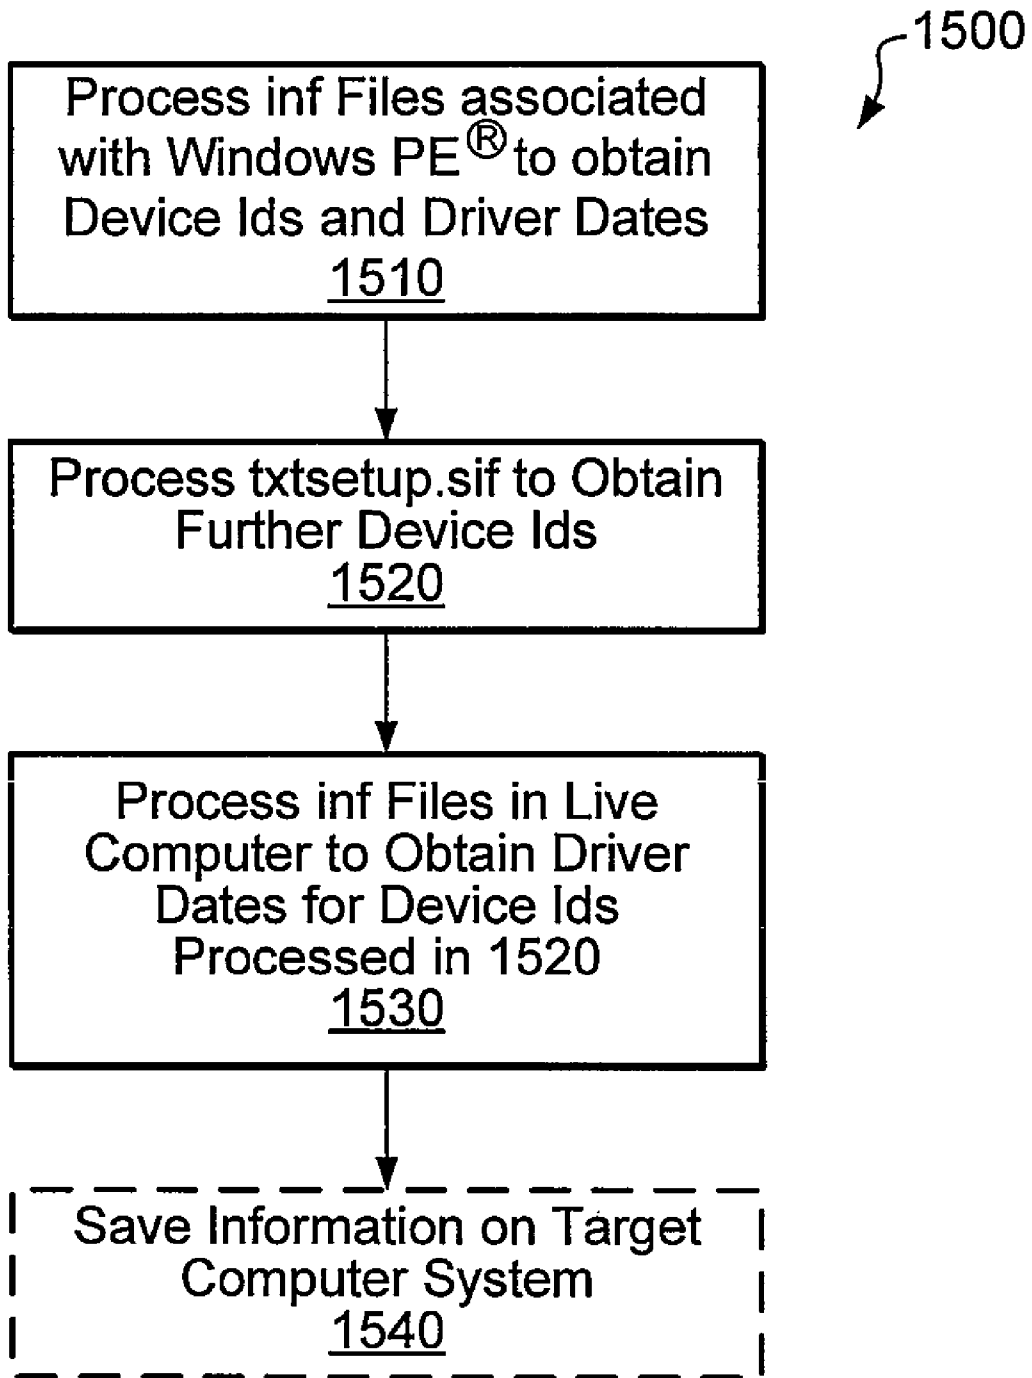 1500
Process inf Files associated
with Windows PE® to obtain
Device Ids and Driver Dates
1510
Process txtsetup.sif to Obtain
Further Device Ids
1520
Process inf Files in Live
Computer to Obtain Driver
Dates for Device Ids
Processed in 1520
1530
Save Information on Target
Computer System
1540